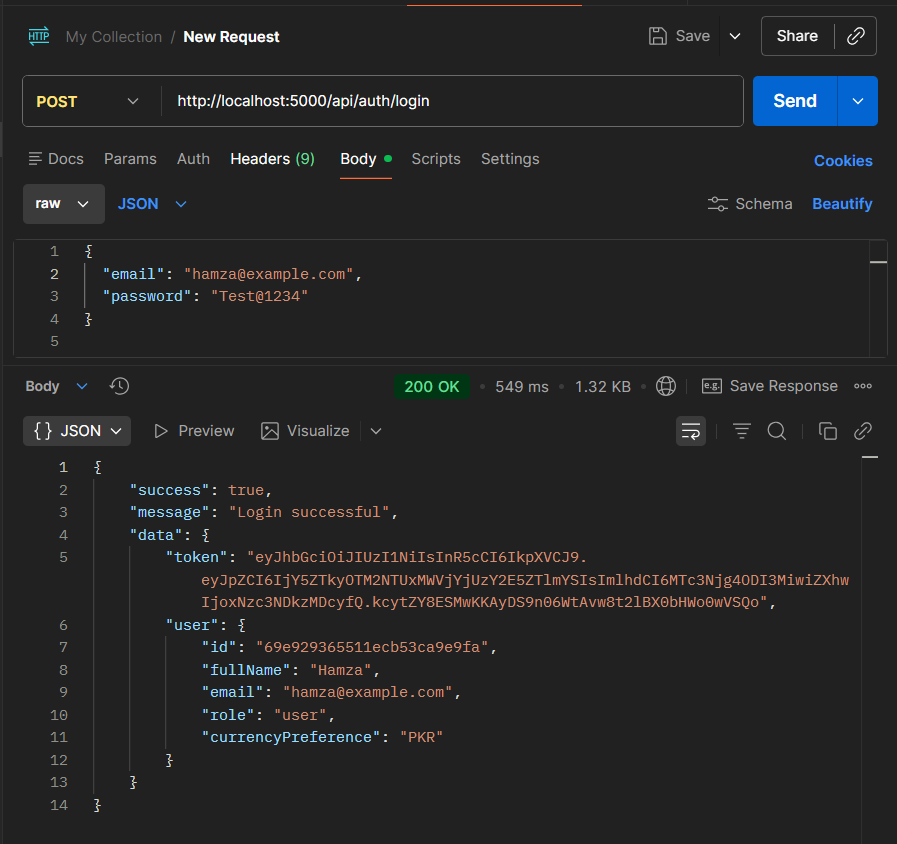 HTTP My Collection / New Request Save Share
POST http://localhost:5000/api/auth/login Send
Docs Params Auth Headers (9) Body Scripts Settings Cookies
raw JSON Schema Beautify
1 {
2 "email": "hamza@example.com",
3 "password": "Test@1234"
4 }
5
Body 200 OK • 549 ms • 1.32 KB • e.g. Save Response
{} JSON Preview Visualize
1 {
2 "success": true,
3 "message": "Login successful",
4 "data": {
5 "token": "eyJhbGciOiJIUzI1NiIsInR5cCI6IkpXVCJ9.
eyJpZCI6IjY5ZTkyOTM2NTUxMWVjYjUzY2E5ZTlmYSIsImlhdCI6MTc3Njg4ODI3MiwiZXhw
IjoxNzc3NDkzMDcyfQ.kcytZY8ESMwKKAyDS9n06WtAvw8t2lBX0bHWo0wVSQo",
6 "user": {
7 "id": "69e929365511ecb53ca9e9fa",
8 "fullName": "Hamza",
9 "email": "hamza@example.com",
10 "role": "user",
11 "currencyPreference": "PKR"
12 }
13 }
14 }